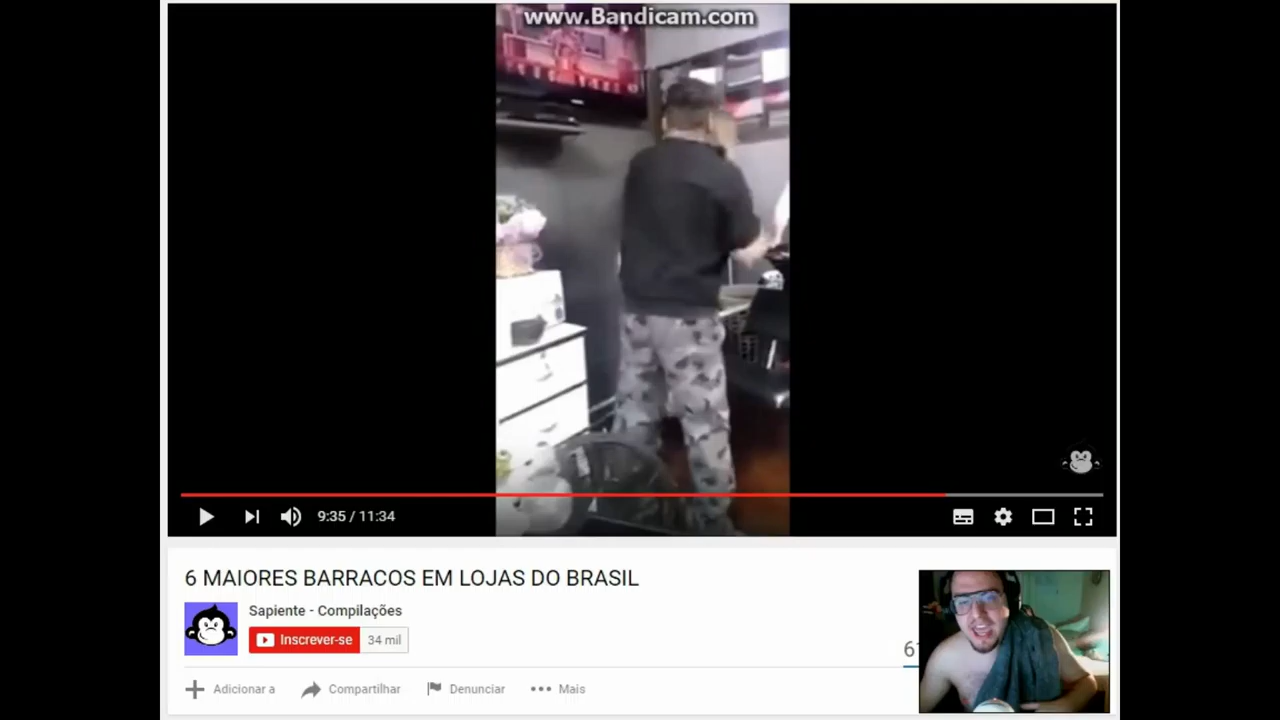 www.Bandicam.com
9:35 / 11:34
6 MAIORES BARRACOS EM LOJAS DO BRASIL
Sapiente - Compilações
Inscrever-se 34 mil
61
Adicionar a Compartilhar Denunciar Mais